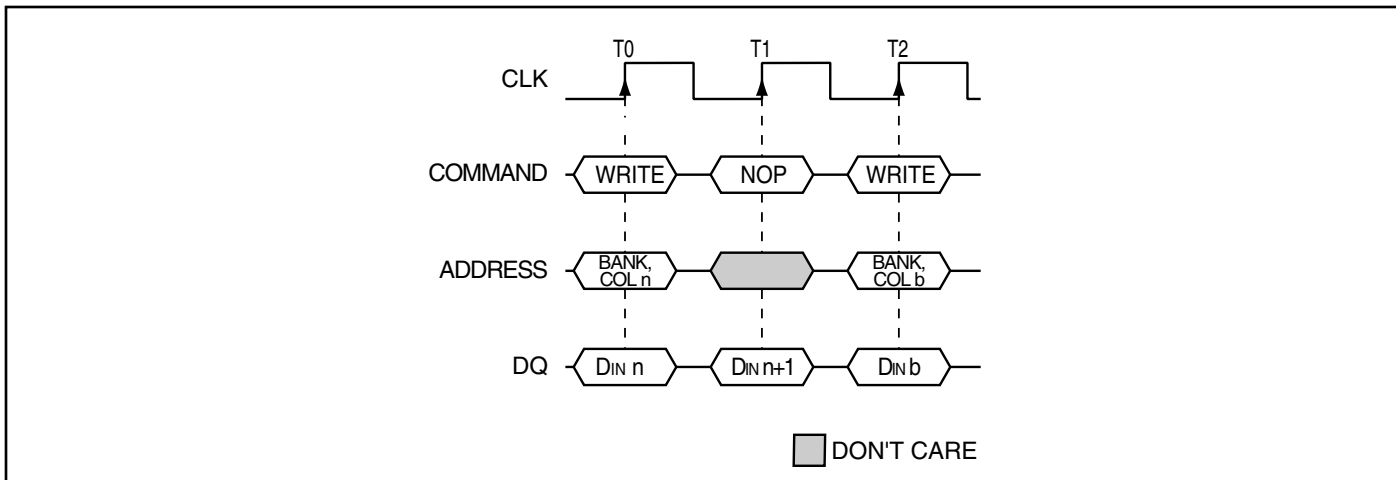 T0 T1 T2
CLK
COMMAND WRITE NOP WRITE
ADDRESS BANK, COL n BANK, COL b
DQ DIN n DIN n+1 DIN b
DON'T CARE